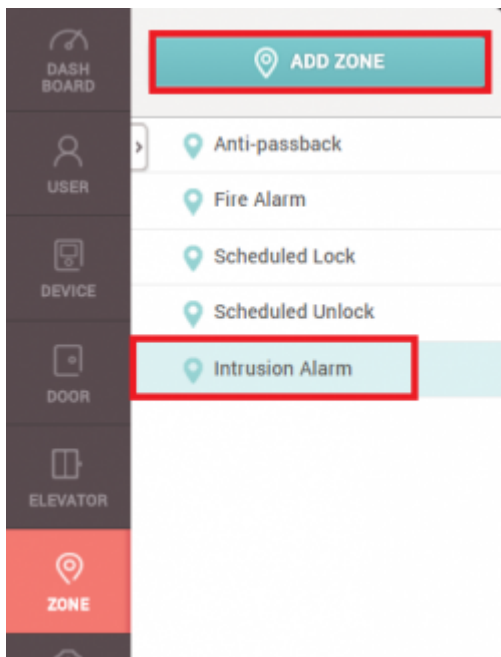 DASH
BOARD
USER
DEVICE
DOOR
ELEVATOR
ZONE
ADD ZONE
Anti-passback
Fire Alarm
Scheduled Lock
Scheduled Unlock
Intrusion Alarm